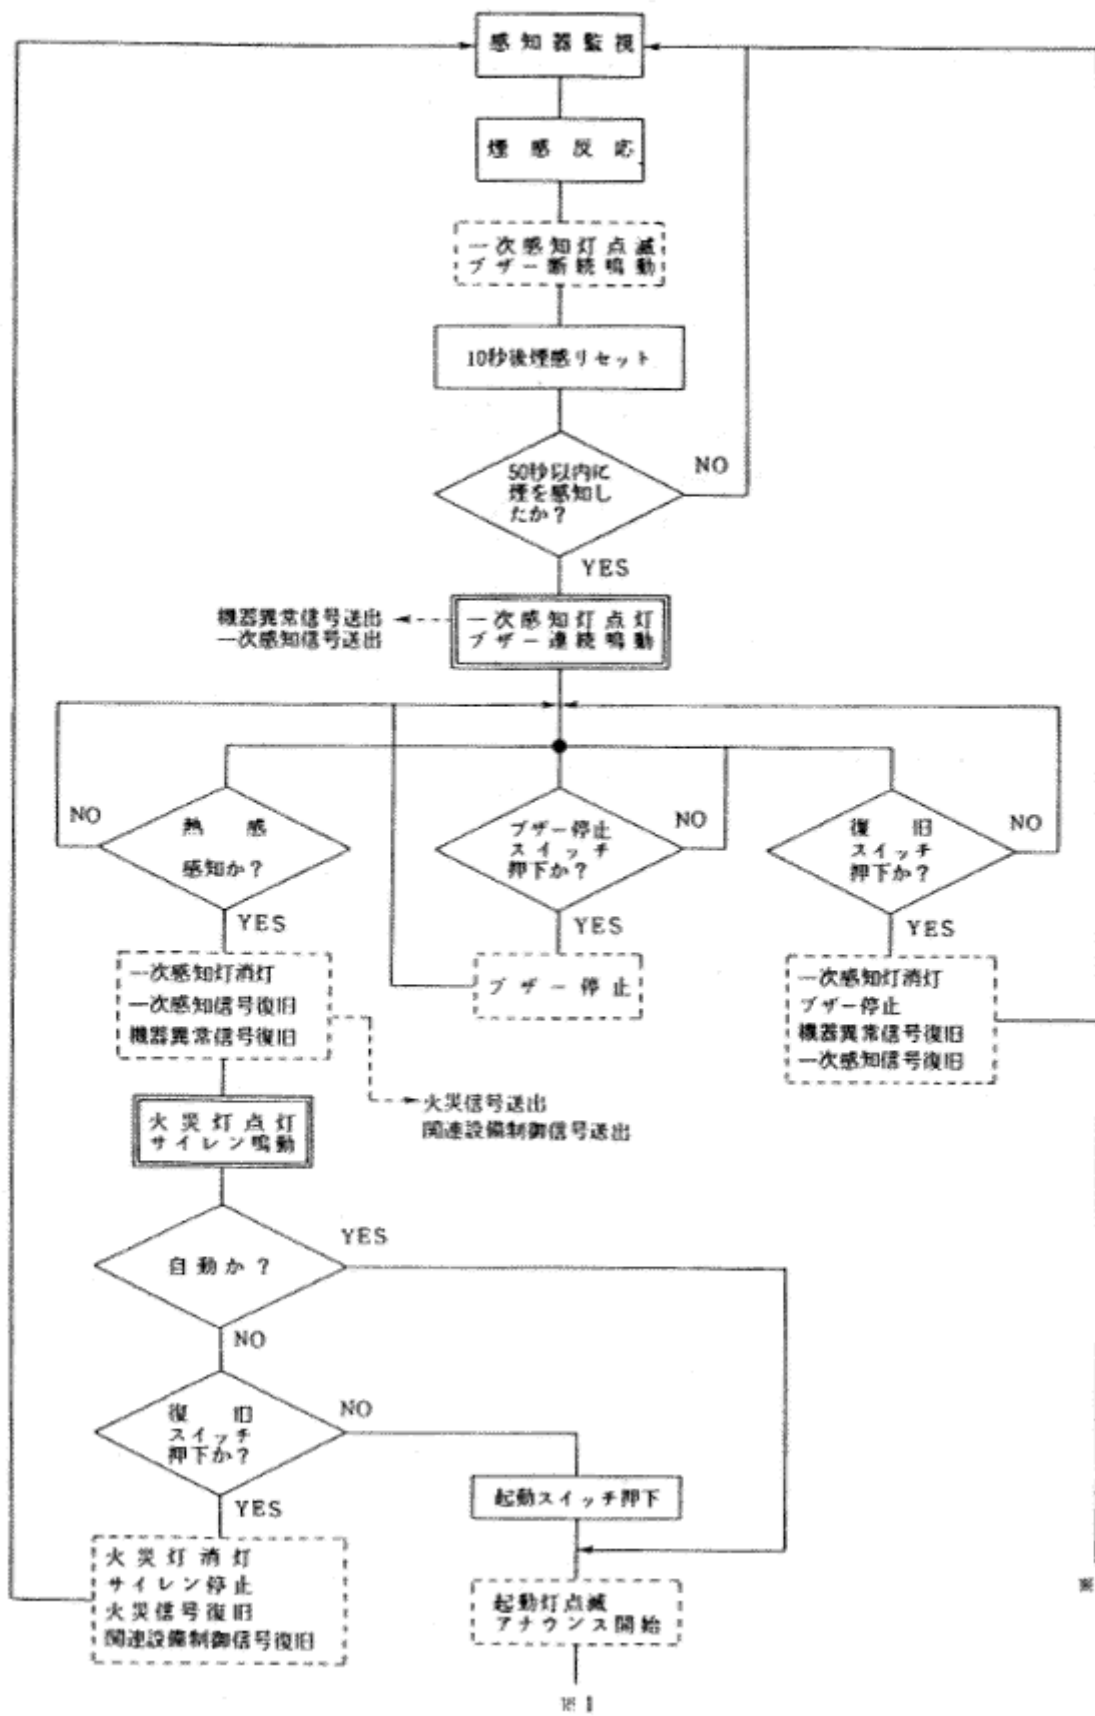 感知器監視
煙感反応
一次感知灯点滅
ブザー断続鳴動
10秒後煙感リセット
50秒以内に
煙を感知し
たか？
NO
YES
機器異常信号送出
一次感知信号送出
一次感知灯点灯
ブザー連続鳴動
熱感
感知か？
NO
YES
ブザー停止
スイッチ
押下か？
NO
YES
復旧
スイッチ
押下か？
NO
YES
一次感知灯消灯
一次感知信号復旧
機器異常信号復旧
ブザー停止
一次感知灯消灯
ブザー停止
機器異常信号復旧
一次感知信号復旧
火災信号送出
関連設備制御信号送出
火災灯点灯
サイレン鳴動
自動か？
YES
NO
復旧
スイッチ
押下か？
NO
YES
起動スイッチ押下
火災灯消灯
サイレン停止
火災信号復旧
関連設備制御信号復旧
起動灯点滅
アナウンス開始